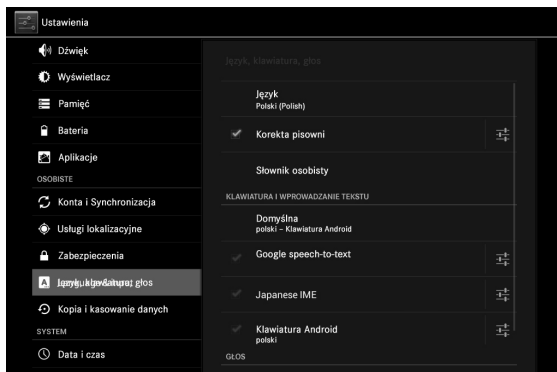 Ustawienia
Dźwięk
Wyświetlacz
Pamięć
Bateria
Aplikacje
OSOBISTE
Konta i Synchronizacja
Usługi lokalizacyjne
Zabezpieczenia
głos
Kopia i kasowanie danych
SYSTEM
Data i czas
Język, klawiatura, głos
Język
Polski (Polish)
Korekta pisowni
Słownik osobisty
KLAWIATURA I WPROWADZANIE TEKSTU
Domyślna
polski – Klawiatura Android
Google speech-to-text
Japanese IME
Klawiatura Android
polski
GŁOS